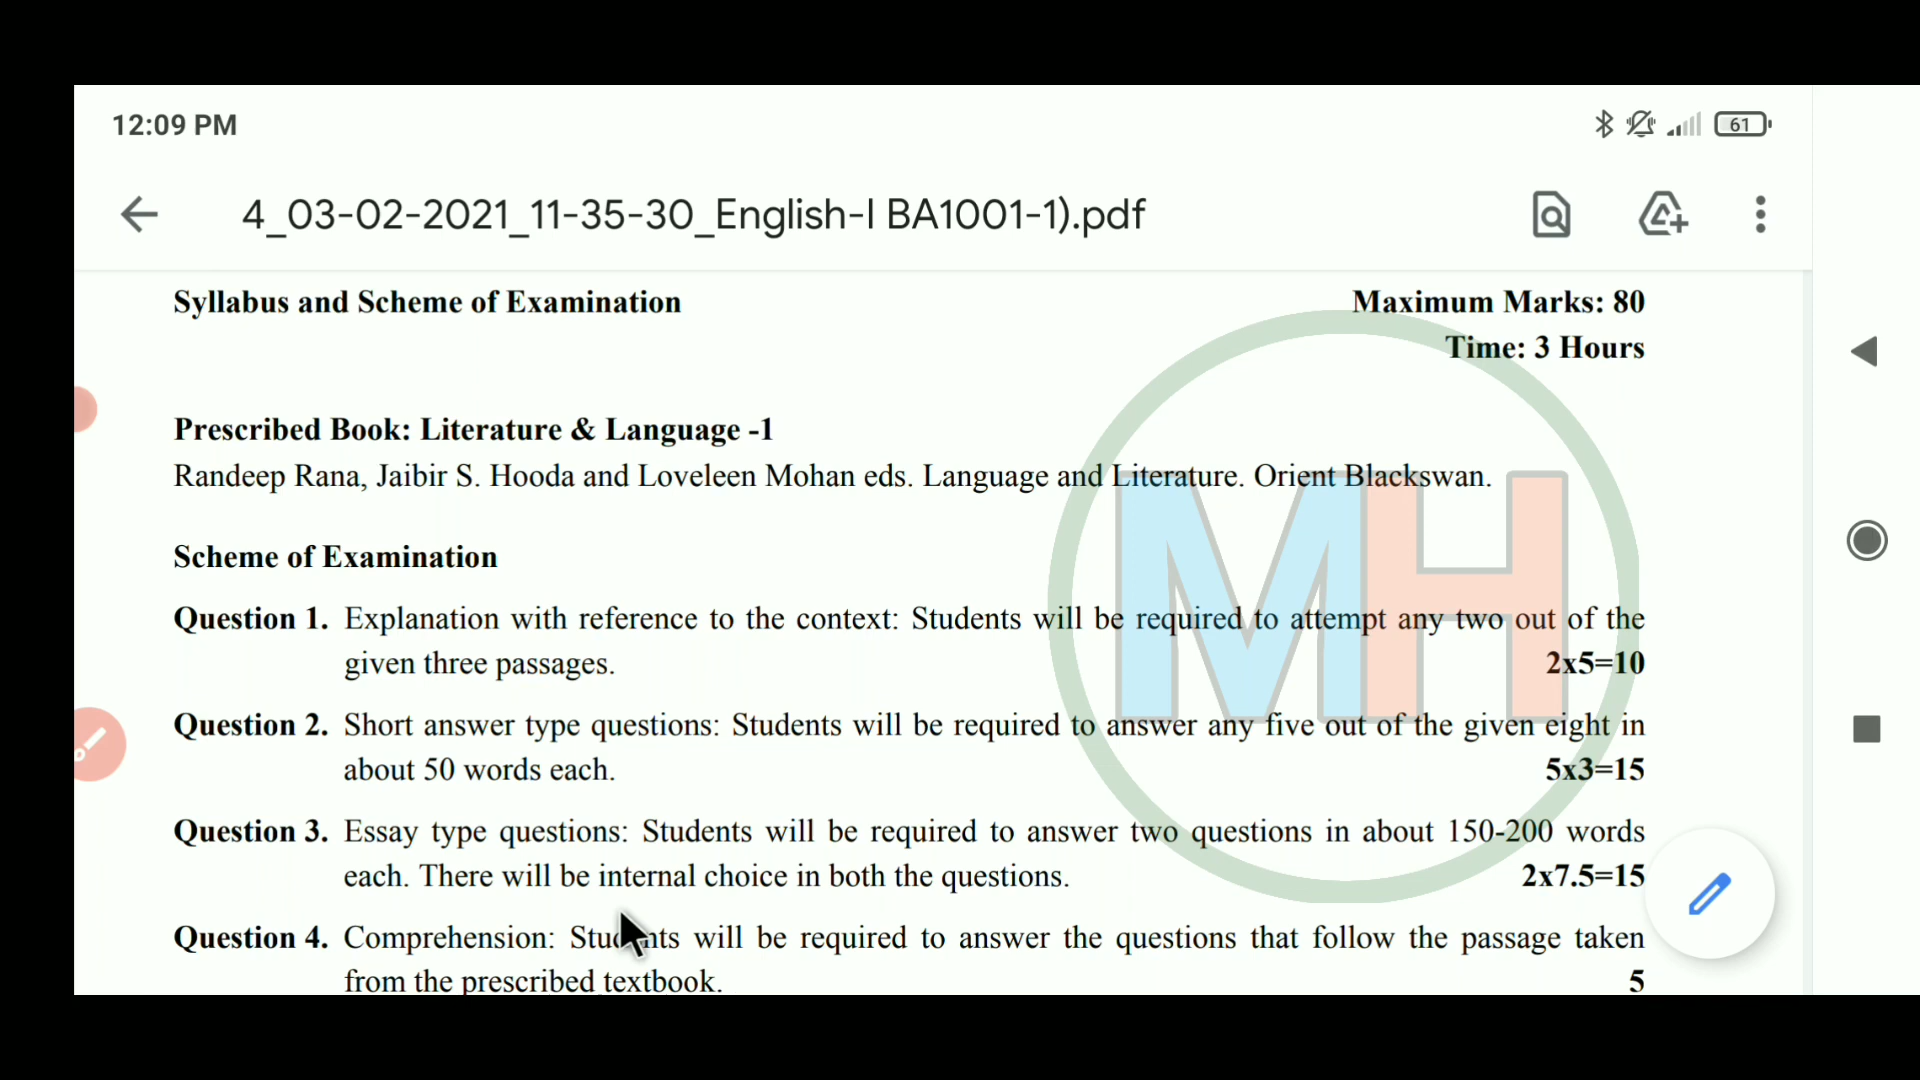 12:09 PM
61
4_03-02-2021_11-35-30_English-I BA1001-1).pdf
Syllabus and Scheme of Examination Maximum Marks: 80
Time: 3 Hours
Prescribed Book: Literature & Language -1
Randeep Rana, Jaibir S. Hooda and Loveleen Mohan eds. Language and Literature. Orient Blackswan.
MH
Scheme of Examination
Question 1. Explanation with reference to the context: Students will be required to attempt any two out of the
given three passages. 2x5=10
Question 2. Short answer type questions: Students will be required to answer any five out of the given eight in
about 50 words each. 5x3=15
Question 3. Essay type questions: Students will be required to answer two questions in about 150-200 words
each. There will be internal choice in both the questions. 2x7.5=15
Question 4. Comprehension: Students will be required to answer the questions that follow the passage taken
from the prescribed textbook. 5